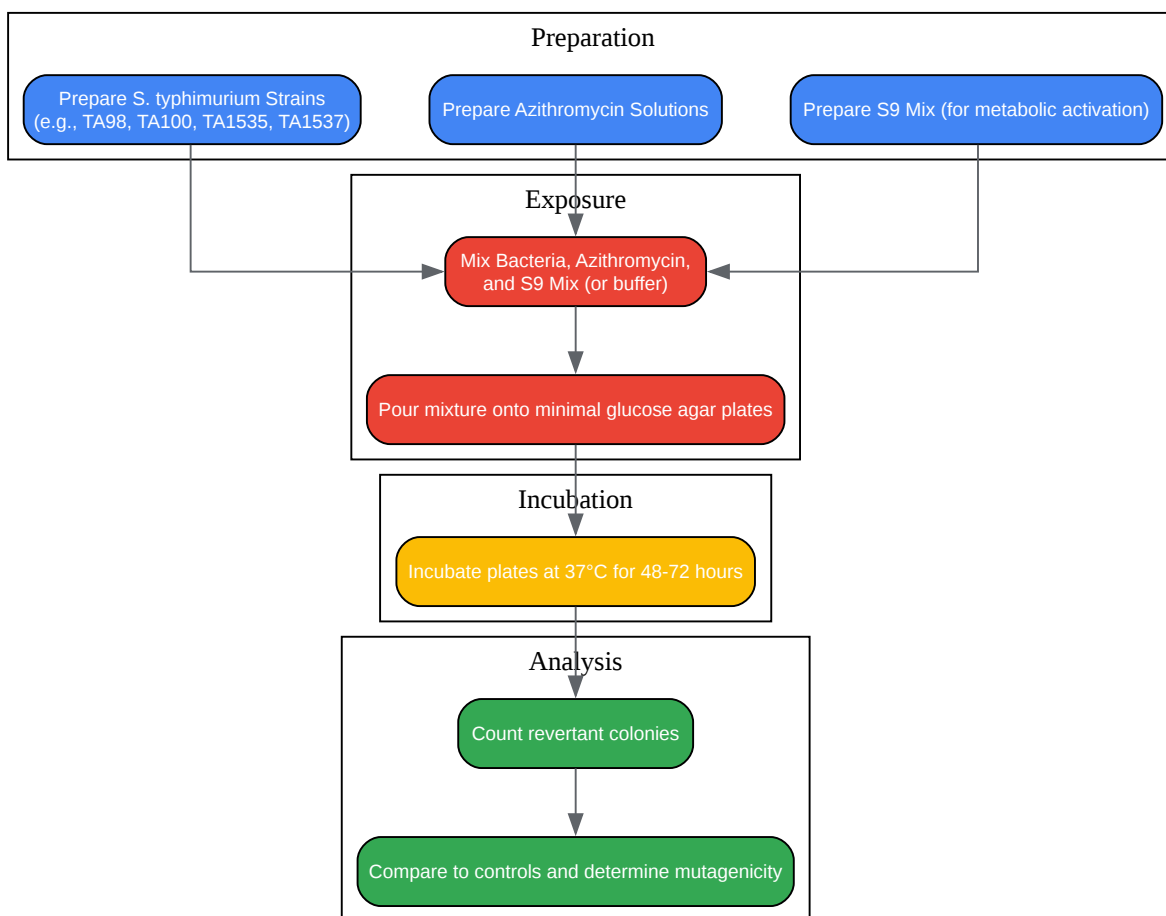 Preparation
Prepare S. typhimurium Strains
(e.g., TA98, TA100, TA1535, TA1537)
Prepare Azithromycin Solutions
Prepare S9 Mix (for metabolic activation)
Exposure
Mix Bacteria, Azithromycin,
and S9 Mix (or buffer)
Pour mixture onto minimal glucose agar plates
Incubation
Incubate plates at 37°C for 48-72 hours
Analysis
Count revertant colonies
Compare to controls and determine mutagenicity